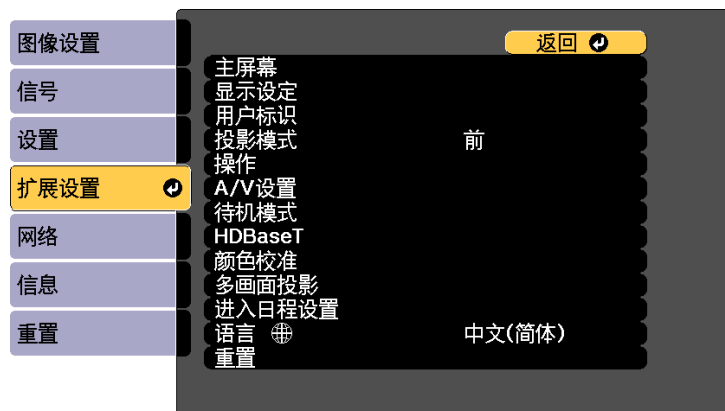 图像设置
信号
设置
扩展设置
网络
信息
重置
返回
主屏幕
显示设定
用户标识
投影模式 前
操作
A/V设置
待机模式
HDBaseT
颜色校准
多画面投影
进入日程设置
语言 中文(简体)
重置